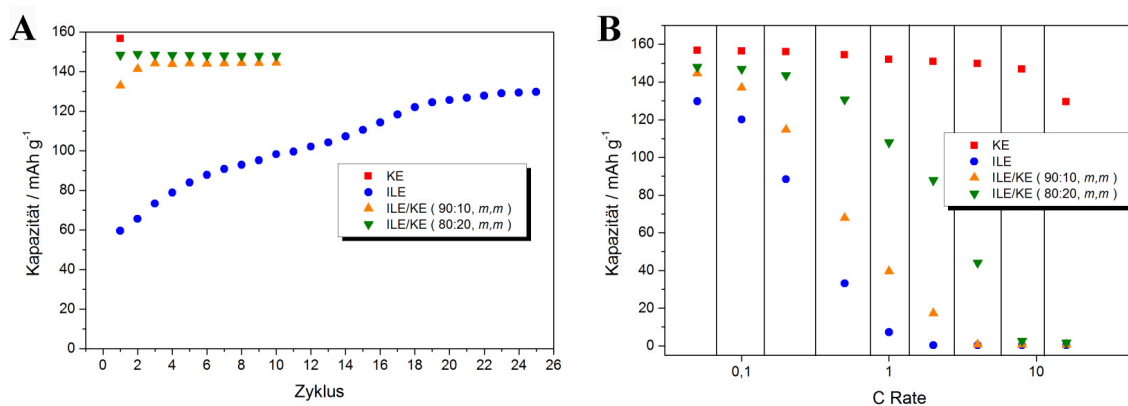 A
160
140
120
100
80
60
40
20
0
Kapazität / mAh g⁻¹
KE
ILE
ILE/KE ( 90:10, m,m )
ILE/KE ( 80:20, m,m )
0 2 4 6 8 10 12 14 16 18 20 22 24 26
Zyklus
B
160
140
120
100
80
60
40
20
0
Kapazität / mAh g⁻¹
KE
ILE
ILE/KE ( 90:10, m,m )
ILE/KE ( 80:20, m,m )
0,1 1 10
C Rate